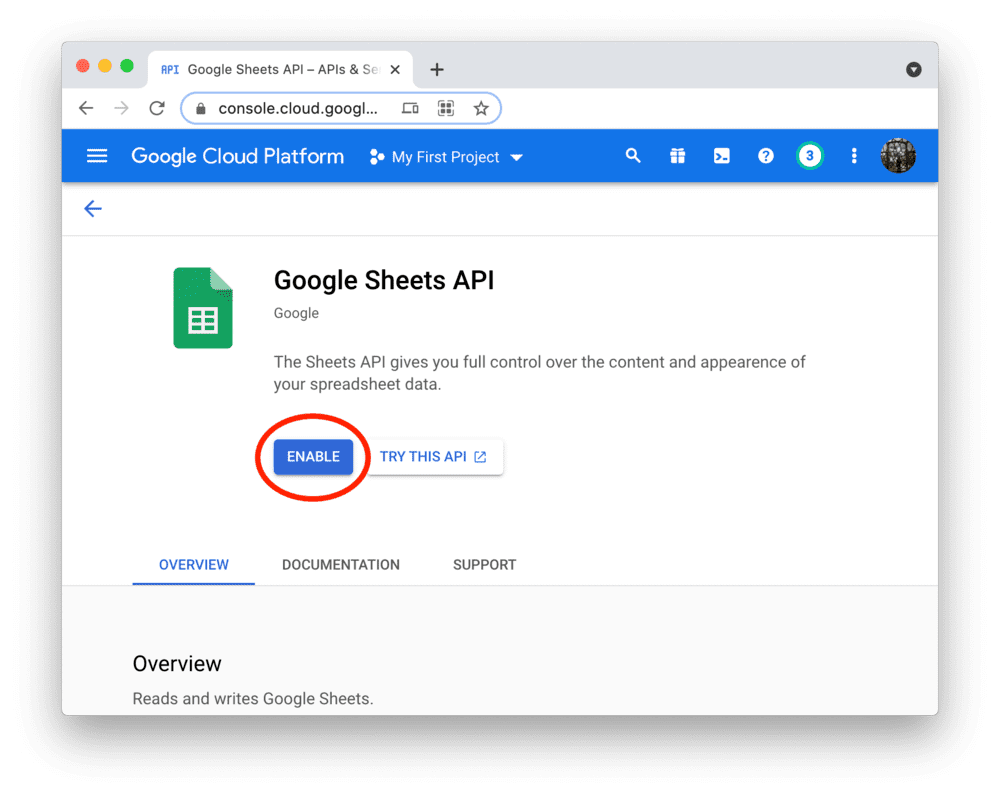 API Google Sheets API – APIs & Se
console.cloud.googl...
Google Cloud Platform My First Project 3
Google Sheets API
Google
The Sheets API gives you full control over the content and appearence of
your spreadsheet data.
ENABLE TRY THIS API
OVERVIEW DOCUMENTATION SUPPORT
Overview
Reads and writes Google Sheets.